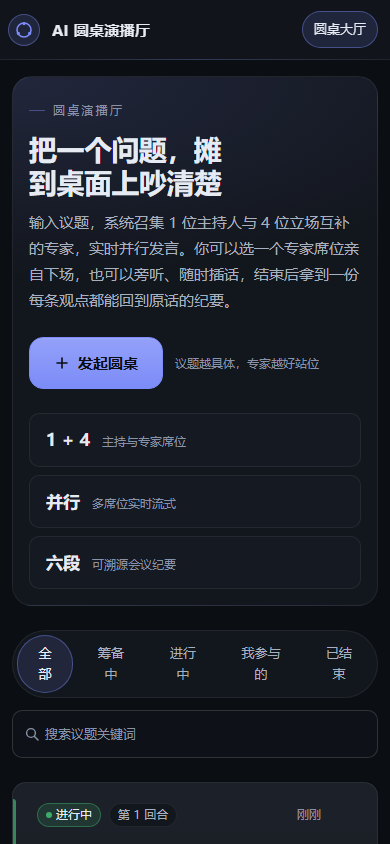 AI 圆桌演播厅
圆桌大厅
圆桌演播厅
把一个问题，摊
到桌面上吵清楚
输入议题，系统召集 1 位主持人与 4 位立场互补
的专家，实时并行发言。你可以选一个专家席位亲
自下场，也可以旁听、随时插话，结束后拿到一份
每条观点都能回到原话的纪要。
+ 发起圆桌
议题越具体，专家越好站位
1 + 4 主持与专家席位
并行 多席位实时流式
六段 可溯源会议纪要
全部
筹备中
进行中
我参与的
已结束
搜索议题关键词
进行中 第 1 回合 刚刚